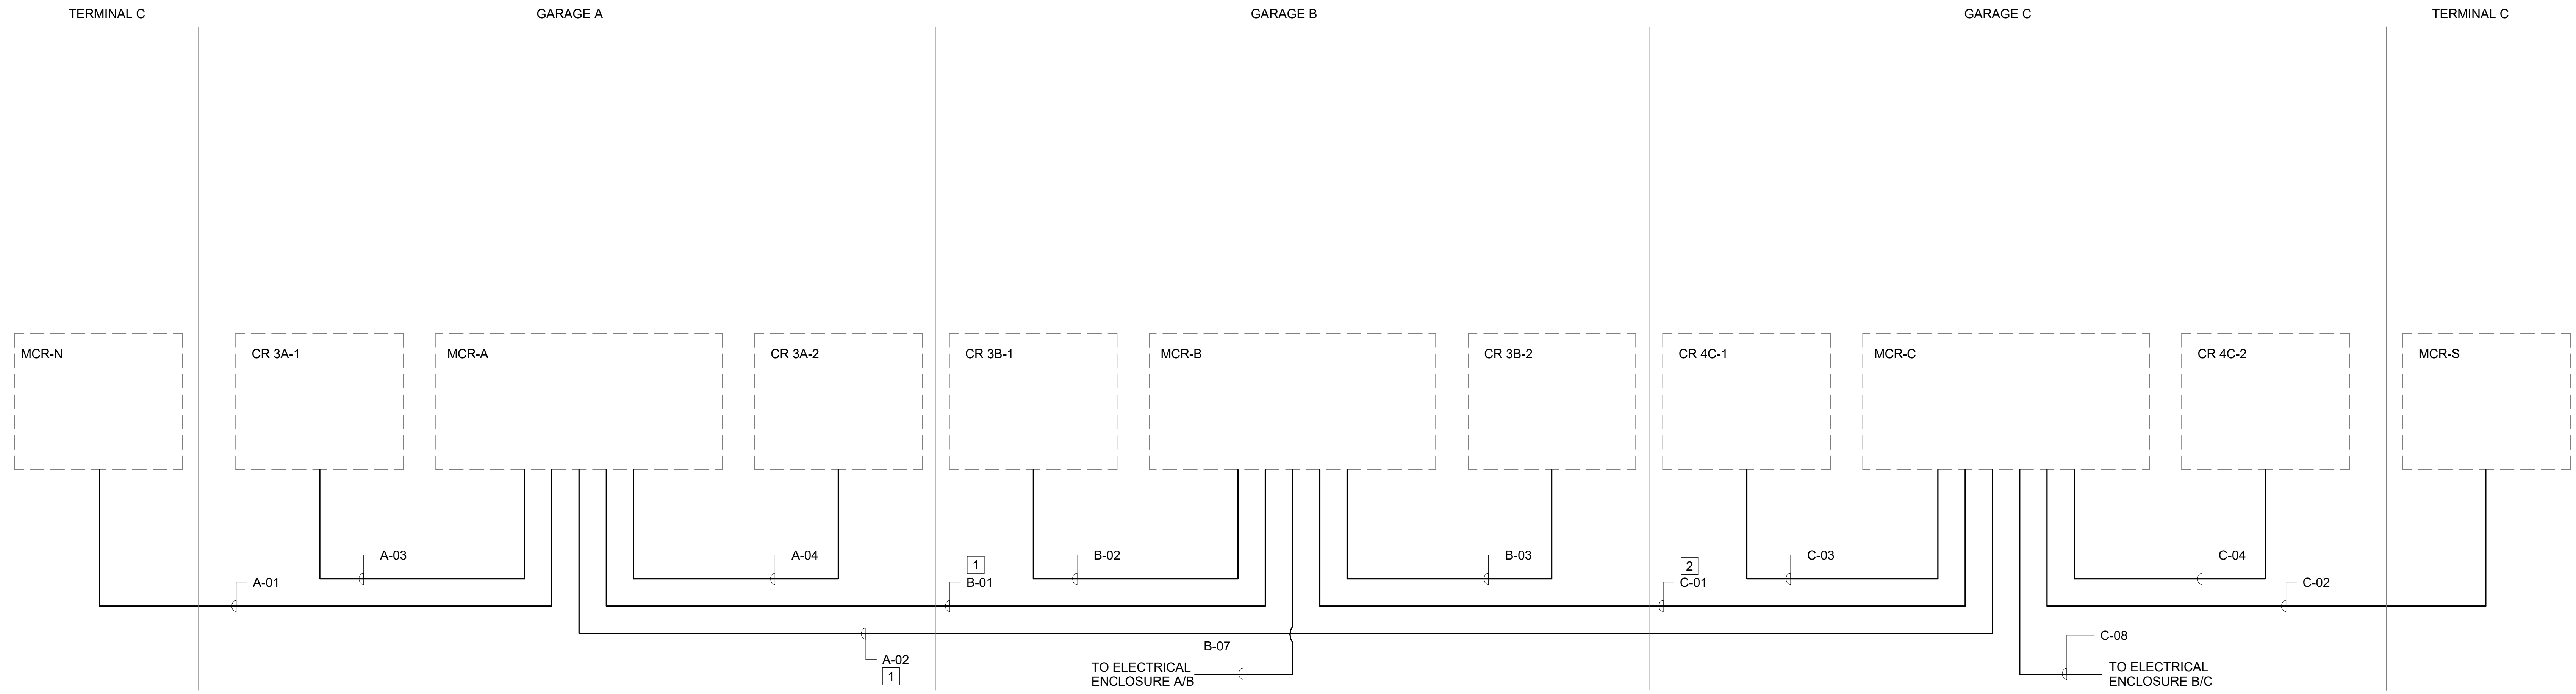 TERMINAL C
GARAGE A
GARAGE B
GARAGE C
TERMINAL C
MCR-N
CR 3A-1
MCR-A
CR 3A-2
CR 3B-1
MCR-B
CR 3B-2
CR 4C-1
MCR-C
CR 4C-2
MCR-S
A-03
A-04
1
B-02
B-03
2
C-03
C-04
A-01
B-01
C-01
C-02
C-08
B-07
A-02
1
TO ELECTRICAL
ENCLOSURE A/B
TO ELECTRICAL
ENCLOSURE B/C